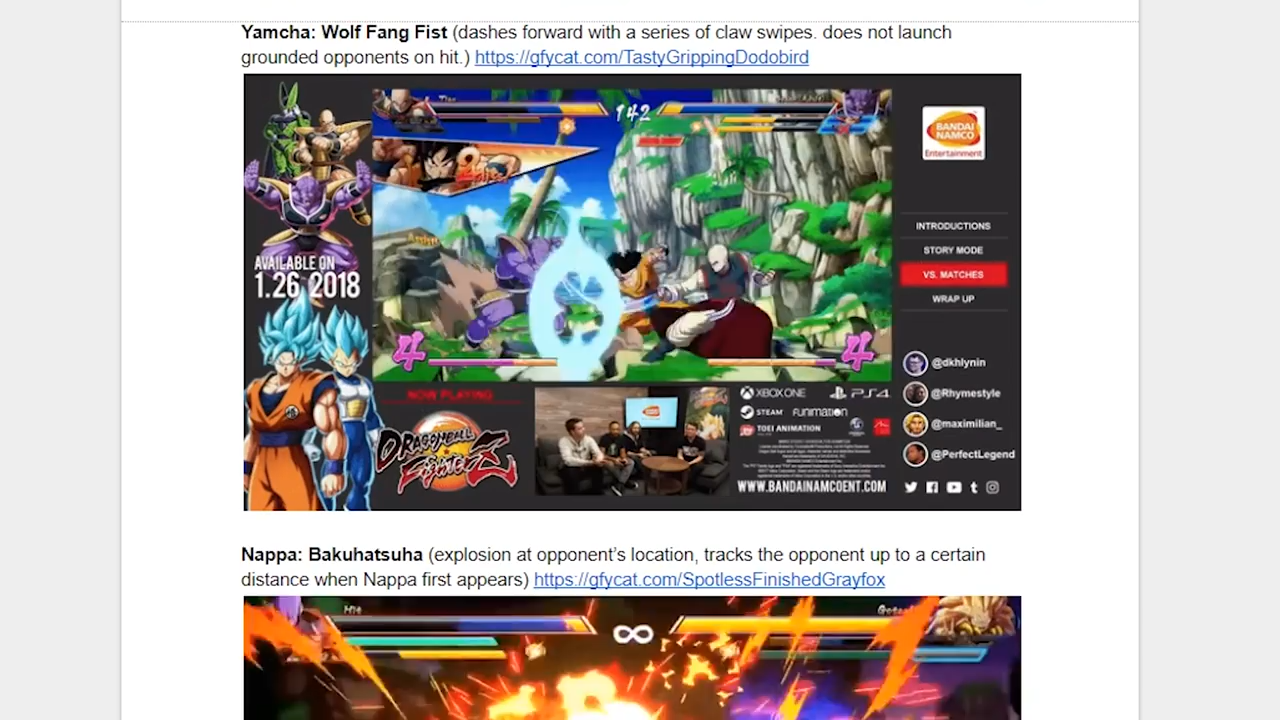 Yamcha: Wolf Fang Fist (dashes forward with a series of claw swipes. does not launch
grounded opponents on hit.) https://gfycat.com/TastyGrippingDodobird
142
BANDAI
NAMCO
Entertainment
INTRODUCTIONS
STORY MODE
VS. MATCHES
WRAP UP
AVAILABLE ON
1.26 2018
4
4
@dkhlynin
@Rhymestyle
@maximilian_
@PerfectLegend
NOW PLAYING
DRAGONBALL
FighterZ
XBOX ONE PS4
STEAM FUNIMATION
TOEI ANIMATION
WWW.BANDAINAMCOENT.COM
Nappa: Bakuhatsuha (explosion at opponent’s location, tracks the opponent up to a certain
distance when Nappa first appears) https://gfycat.com/SpotlessFinishedGrayfox
∞